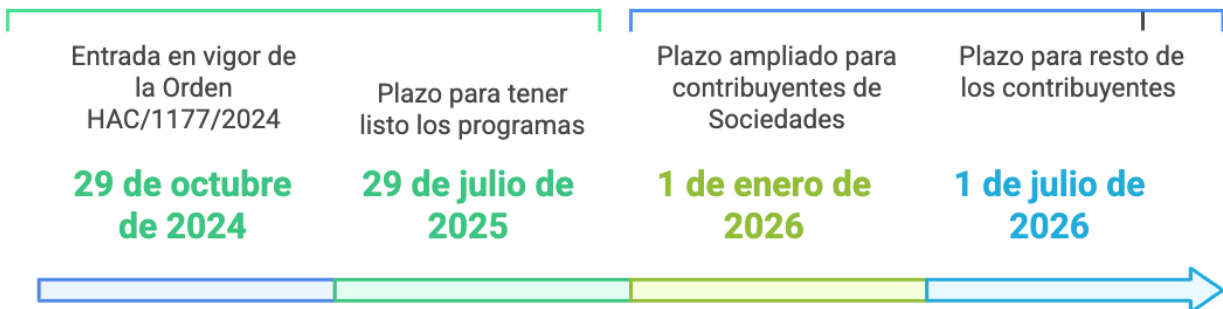 Entrada en vigor de
la Orden
HAC/1177/2024
29 de octubre
de 2024
Plazo para tener
listo los programas
29 de julio de
2025
Plazo ampliado para
contribuyentes de
Sociedades
1 de enero de
2026
Plazo para resto de
los contribuyentes
1 de julio de
2026